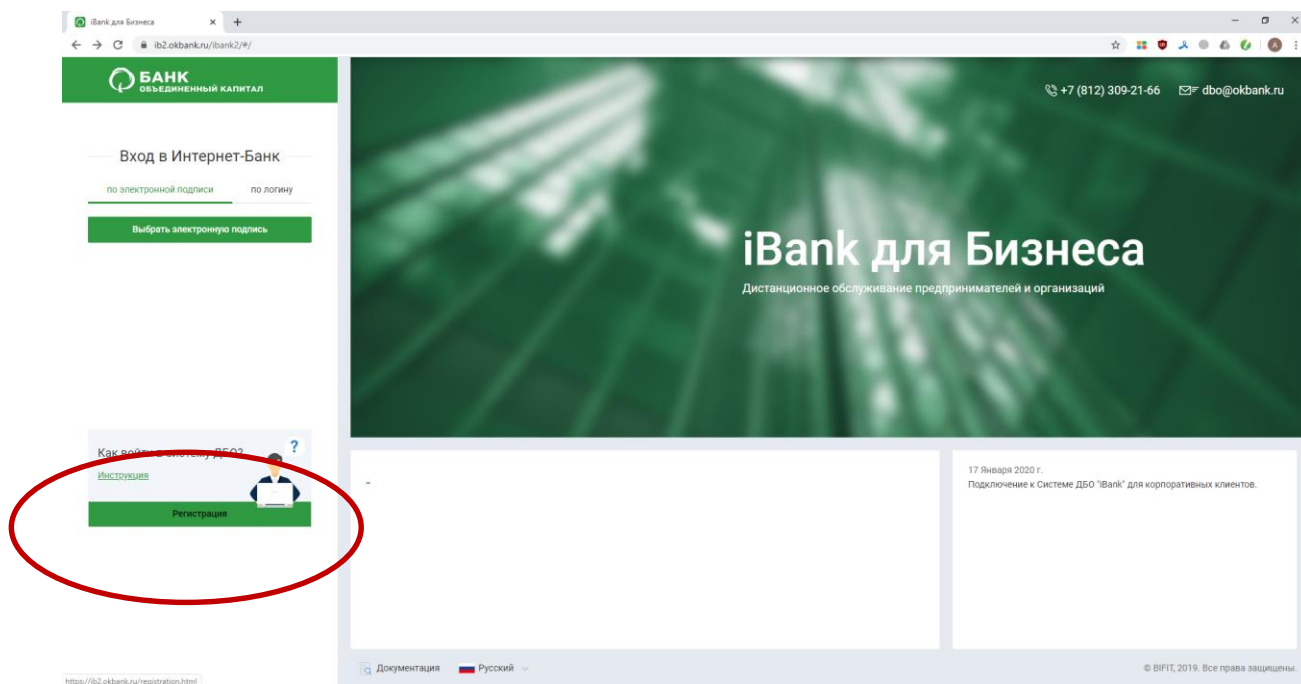 iBank для Бизнеса
ib2.okbank.ru/ibank2/#/
БАНК
ОБЪЕДИНЕННЫЙ КАПИТАЛ
+7 (812) 309-21-66 dbo@okbank.ru
Вход в Интернет-Банк
по электронной подписи по логину
Выбрать электронную подпись
iBank для Бизнеса
Дистанционное обслуживание предпринимателей и организаций
Как войти в систему ДБО?
?
Инструкция
Регистрация
-
17 Января 2020 г.
Подключение к Системе ДБО "iBank" для корпоративных клиентов.
Документация Русский
© BIFIT, 2019. Все права защищены.
https://ib2.okbank.ru/registration.html